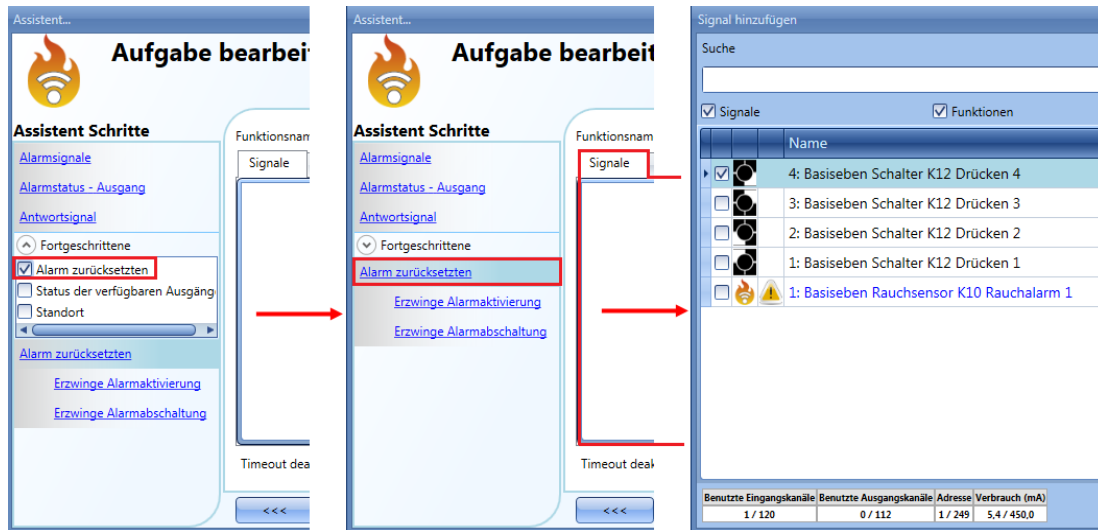 Assistent...
Aufgabe bearbeit
Assistent Schritte
Alarmsignale
Alarmstatus - Ausgang
Antwortsignal
Fortgeschrittene
Alarm zurücksetzten
Status der verfügbaren Ausgäng
Standort
Alarm zurücksetzten
Erzwinge Alarmaktivierung
Erzwinge Alarmabschaltung
Funktionsnam
Signale
Timeout dea
<<<
Assistent...
Aufgabe bearbeit
Assistent Schritte
Alarmsignale
Alarmstatus - Ausgang
Antwortsignal
Fortgeschrittene
Alarm zurücksetzten
Erzwinge Alarmaktivierung
Erzwinge Alarmabschaltung
Funktionsnam
Signale
Timeout deak
<<<
Signal hinzufügen
Suche
Signale Funktionen
Name
4: Basiseben Schalter K12 Drücken 4
3: Basiseben Schalter K12 Drücken 3
2: Basiseben Schalter K12 Drücken 2
1: Basiseben Schalter K12 Drücken 1
1: Basiseben Rauchsensor K10 Rauchalarm 1
Benutzte Eingangskanäle Benutzte Ausgangskanäle Adresse Verbrauch (mA)
1 / 120 0 / 112 1 / 249 5,4 / 450,0